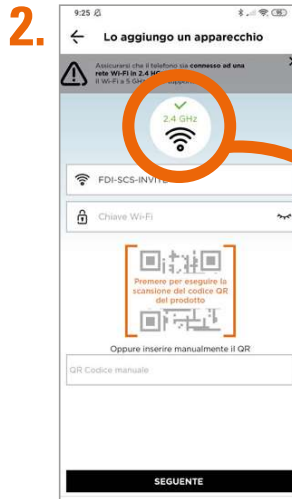 2.
9:25
Lo aggiungo un apparecchio
Assicurarsi che il telefono sia connesso ad una
rete Wi-Fi in 2.4
Il Wi-Fi a 5
2.4 GHz
FDI-SCS-INVIT
Chiave Wi-Fi
Premere per eseguire la
scansione del codice QR
del prodotto
Oppure inserire manualmente il QR
QR Codice manuale
SEGUENTE